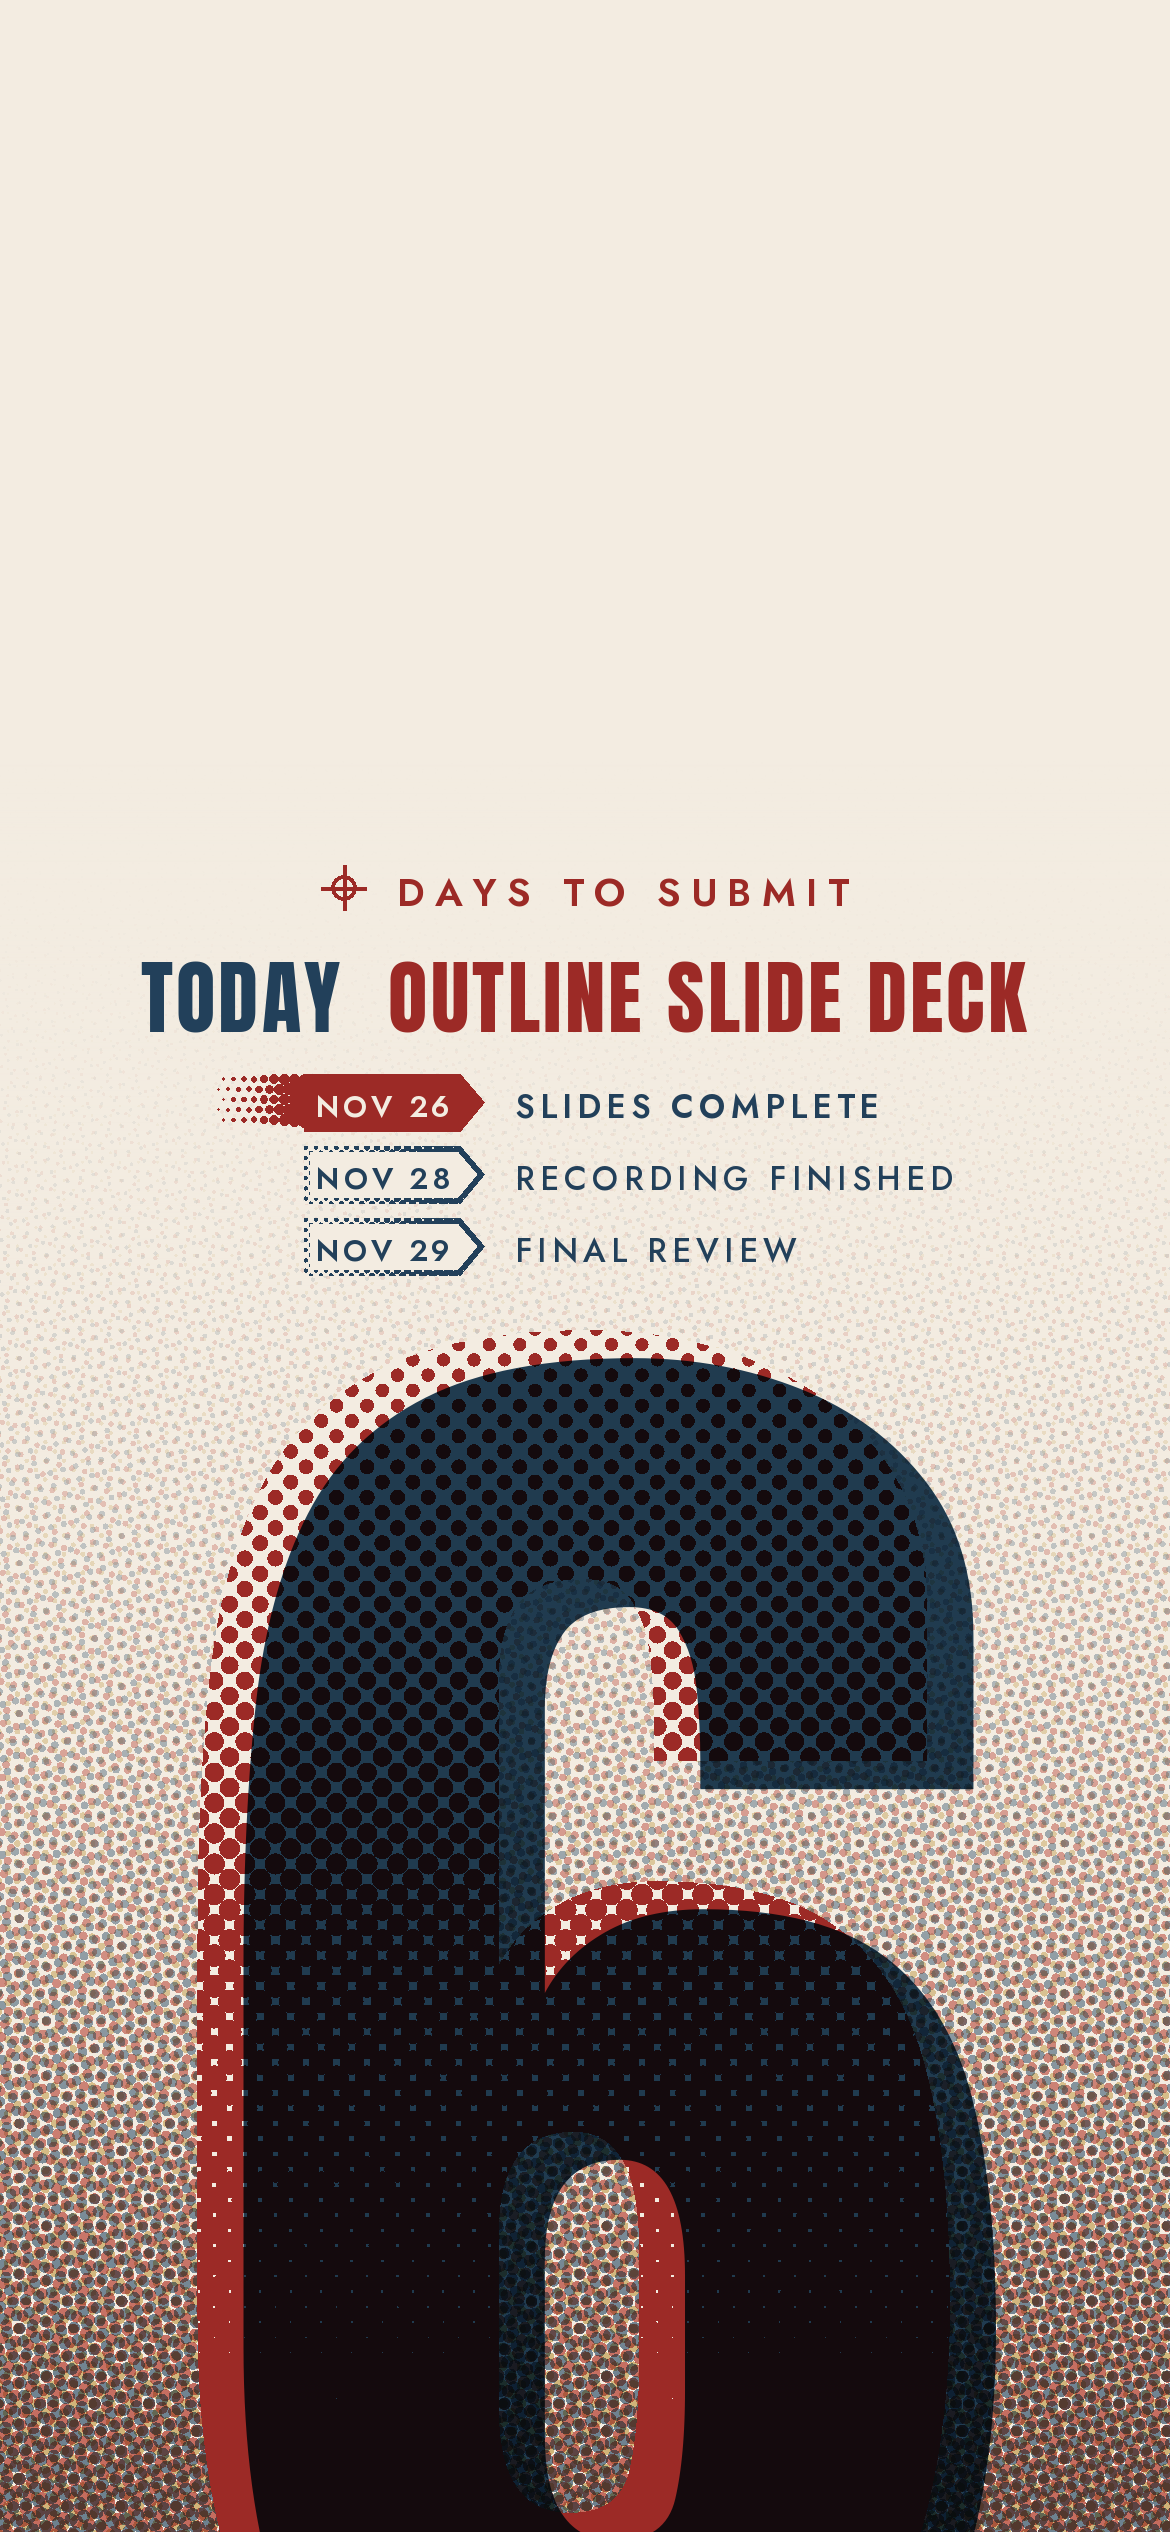 DAYS TO SUBMIT
TODAY OUTLINE SLIDE DECK
NOV 26 SLIDES COMPLETE
NOV 28 RECORDING FINISHED
NOV 29 FINAL REVIEW
6